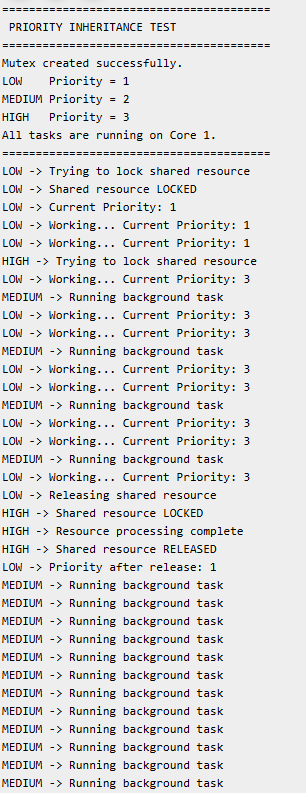 ========================================
PRIORITY INHERITANCE TEST
========================================
Mutex created successfully.
LOW    Priority = 1
MEDIUM Priority = 2
HIGH   Priority = 3
All tasks are running on Core 1.
========================================
LOW -> Trying to lock shared resource
LOW -> Shared resource LOCKED
LOW -> Current Priority: 1
LOW -> Working... Current Priority: 1
LOW -> Working... Current Priority: 1
HIGH -> Trying to lock shared resource
LOW -> Working... Current Priority: 3
MEDIUM -> Running background task
LOW -> Working... Current Priority: 3
LOW -> Working... Current Priority: 3
MEDIUM -> Running background task
LOW -> Working... Current Priority: 3
LOW -> Working... Current Priority: 3
MEDIUM -> Running background task
LOW -> Working... Current Priority: 3
LOW -> Working... Current Priority: 3
MEDIUM -> Running background task
LOW -> Working... Current Priority: 3
LOW -> Releasing shared resource
HIGH -> Shared resource LOCKED
HIGH -> Resource processing complete
HIGH -> Shared resource RELEASED
LOW -> Priority after release: 1
MEDIUM -> Running background task
MEDIUM -> Running background task
MEDIUM -> Running background task
MEDIUM -> Running background task
MEDIUM -> Running background task
MEDIUM -> Running background task
MEDIUM -> Running background task
MEDIUM -> Running background task
MEDIUM -> Running background task
MEDIUM -> Running background task
MEDIUM -> Running background task
MEDIUM -> Running background task